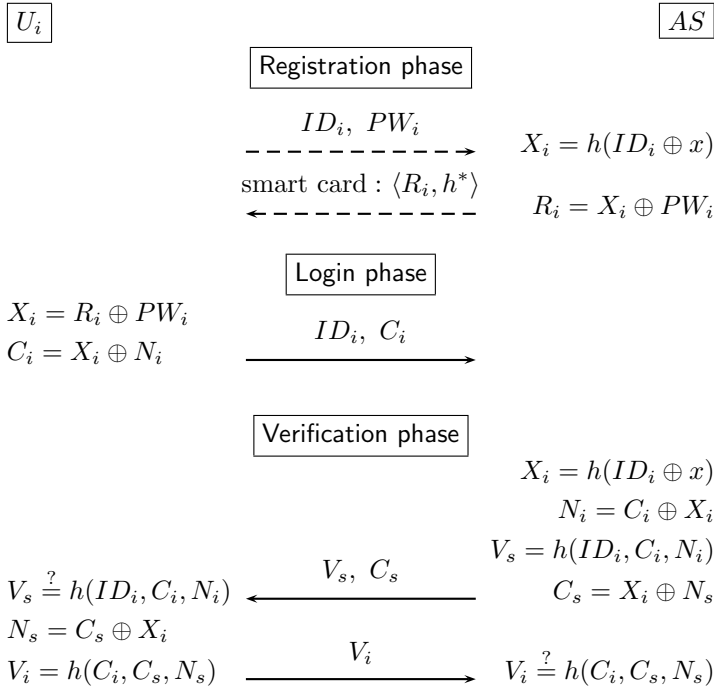 U_i AS
Registration phase
ID_i, PW_i
X_i = h(ID_i ⊕ x)
smart card : ⟨R_i, h*⟩
R_i = X_i ⊕ PW_i
Login phase
X_i = R_i ⊕ PW_i
ID_i, C_i
C_i = X_i ⊕ N_i
Verification phase
X_i = h(ID_i ⊕ x)
N_i = C_i ⊕ X_i
V_s = h(ID_i, C_i, N_i)
V_s, C_s
V_s ≟ h(ID_i, C_i, N_i) C_s = X_i ⊕ N_s
N_s = C_s ⊕ X_i
V_i
V_i = h(C_i, C_s, N_s) V_i ≟ h(C_i, C_s, N_s)